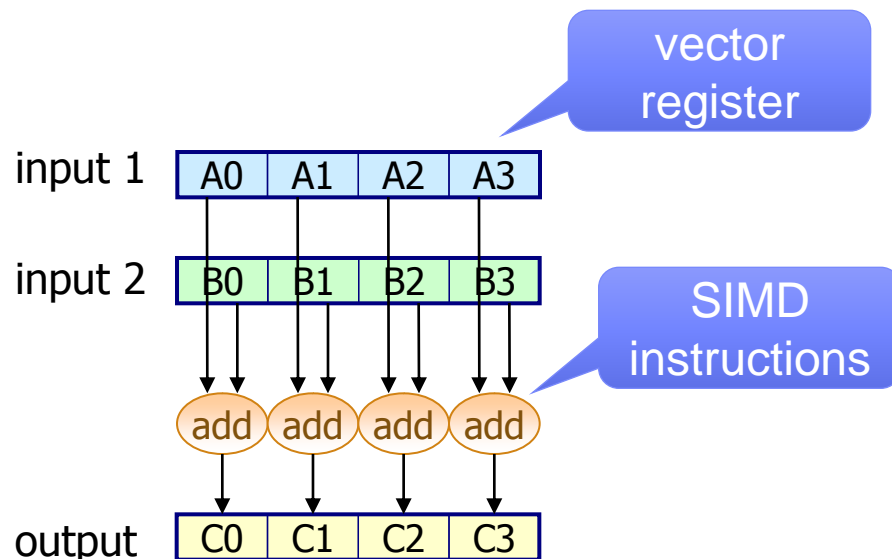 vector
register
input 1 A0 A1 A2 A3
input 2 B0 B1 B2 B3
SIMD
instructions
add add add add
output C0 C1 C2 C3